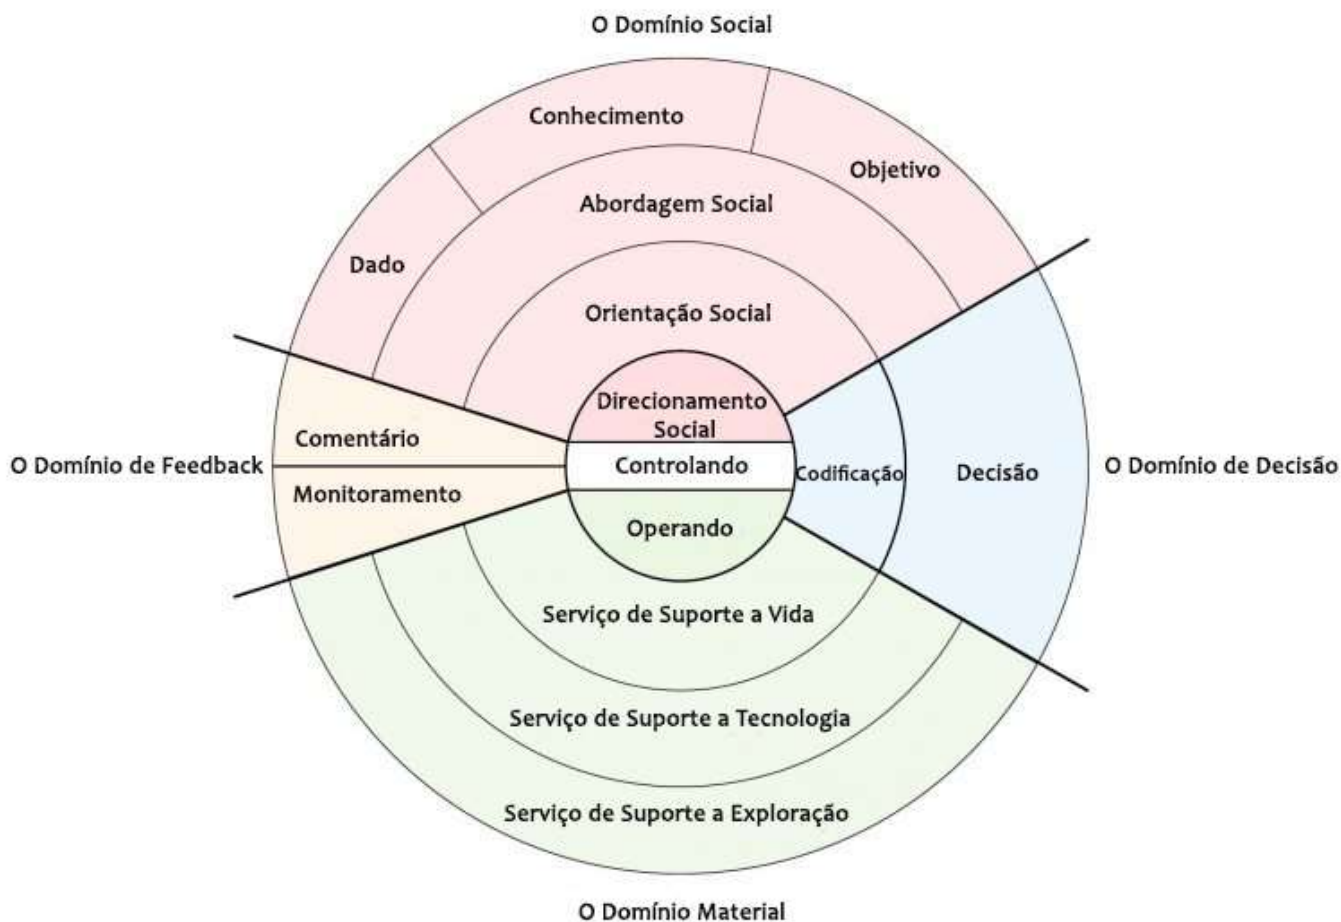 O Domínio Social
Conhecimento
Objetivo
Abordagem Social
Dado
Orientação Social
Direcionamento
Social
Comentário
Controlando
O Domínio de Feedback
Codificação
Decisão
O Domínio de Decisão
Monitoramento
Operando
Serviço de Suporte a Vida
Serviço de Suporte a Tecnologia
Serviço de Suporte a Exploração
O Domínio Material